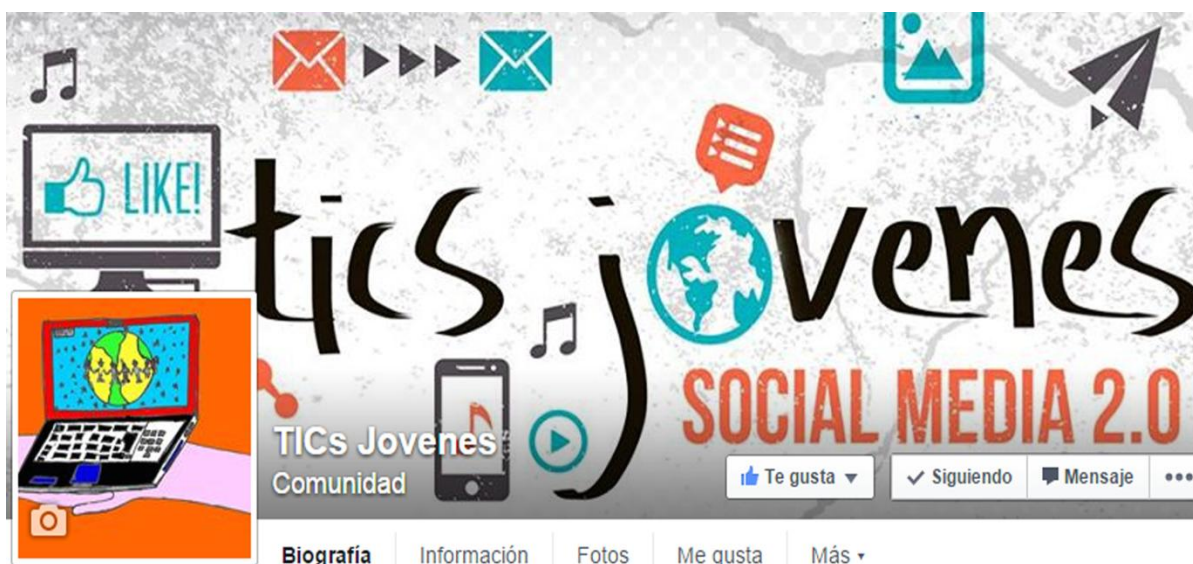 LIKE!
tics jovenes
SOCIAL MEDIA 2.0
TICs Jovenes
Comunidad
Te gusta
Siguiendo
Mensaje
Biografía
Información
Fotos
Me gusta
Más